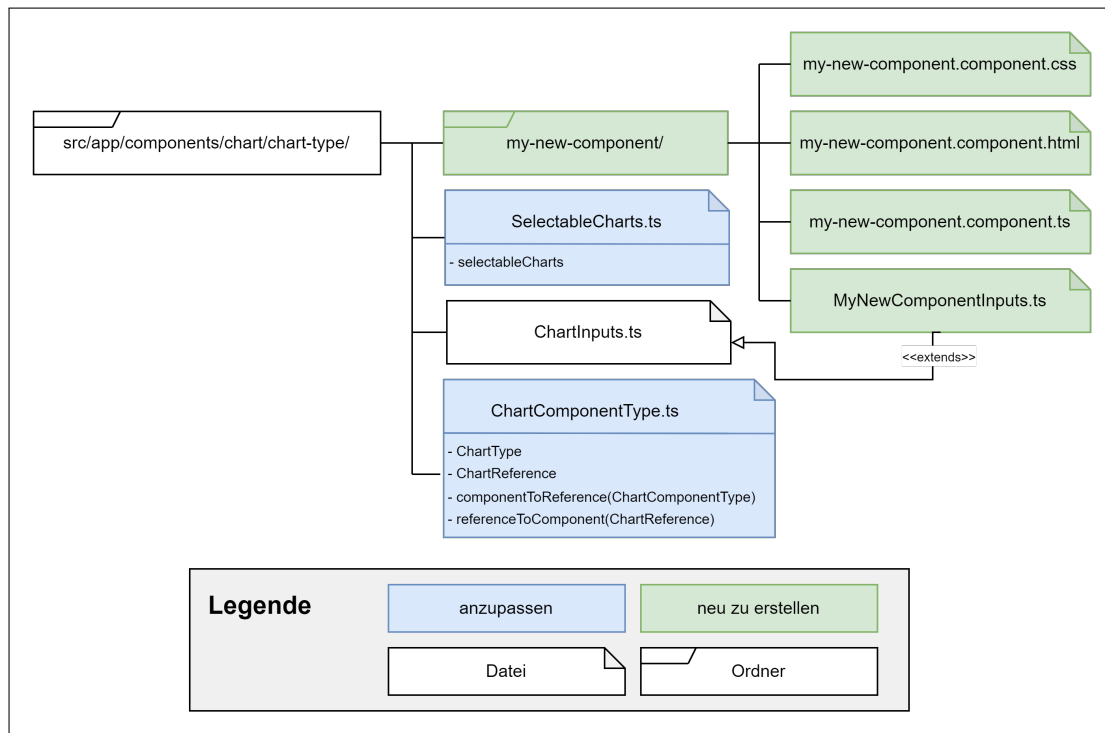 src/app/components/chart/chart-type/
my-new-component/
my-new-component.component.css
my-new-component.component.html
my-new-component.component.ts
MyNewComponentInputs.ts
SelectableCharts.ts
- selectableCharts
ChartInputs.ts
<<extends>>
ChartComponentType.ts
- ChartType
- ChartReference
- componentToReference(ChartComponentType)
- referenceToComponent(ChartReference)
Legende
anzupassen
neu zu erstellen
Datei
Ordner